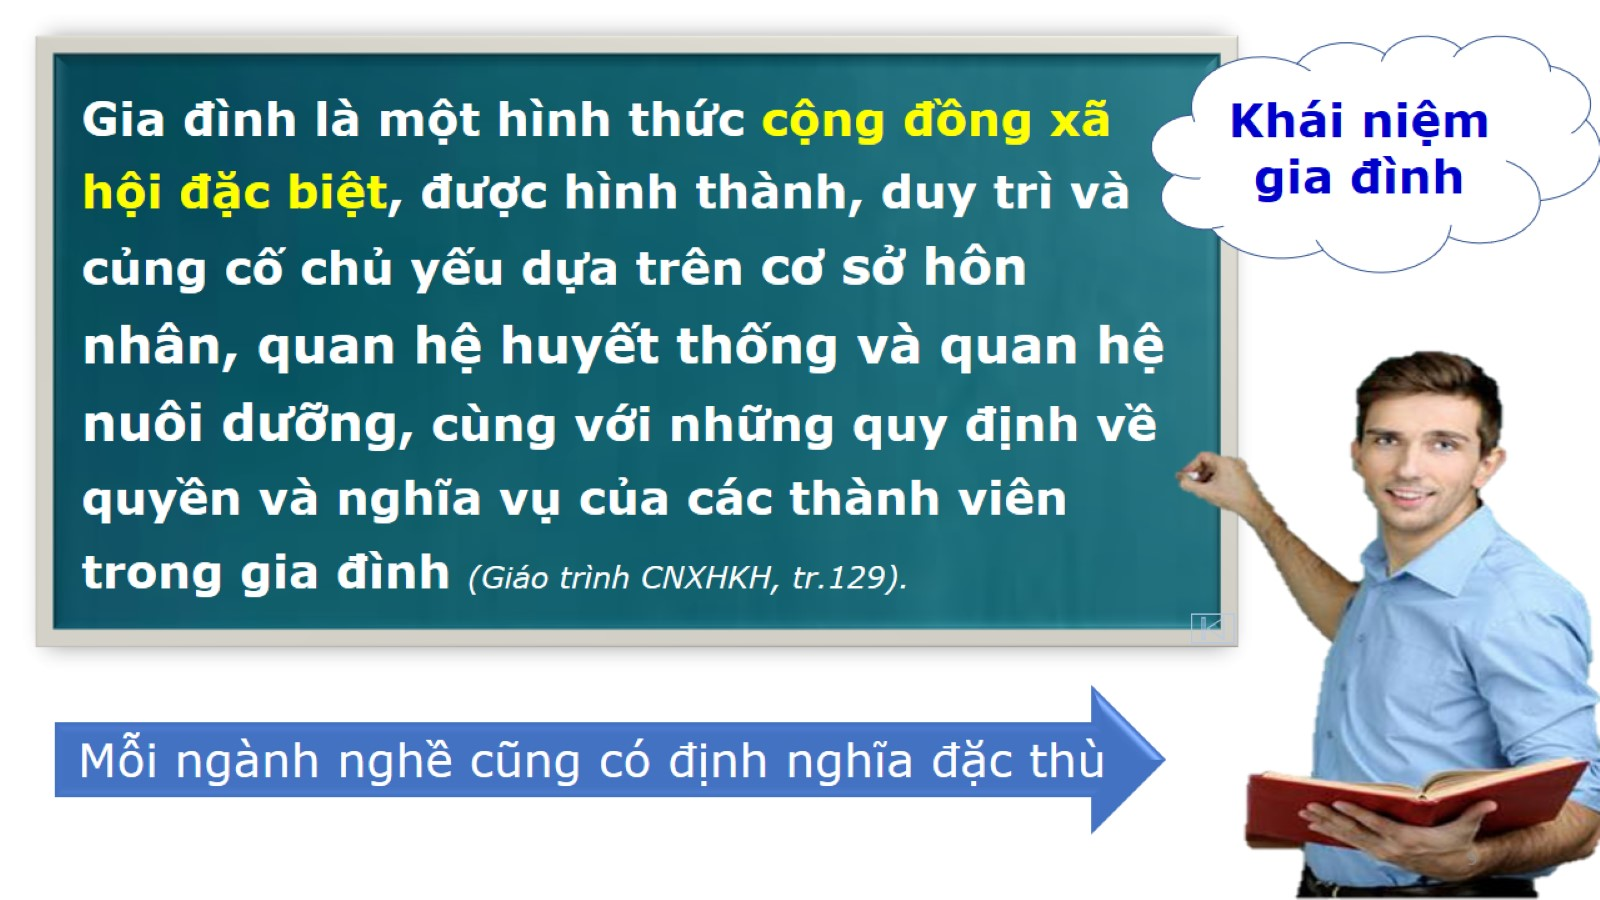 Gia đình là một hình thức cộng đồng xã
hội đặc biệt, được hình thành, duy trì và
củng cố chủ yếu dựa trên cơ sở hôn
nhân, quan hệ huyết thống và quan hệ
nuôi dưỡng, cùng với những quy định về
quyền và nghĩa vụ của các thành viên
trong gia đình (Giáo trình CNXHKH, tr.129).
Khái niệm
gia đình
Mỗi ngành nghề cũng có định nghĩa đặc thù